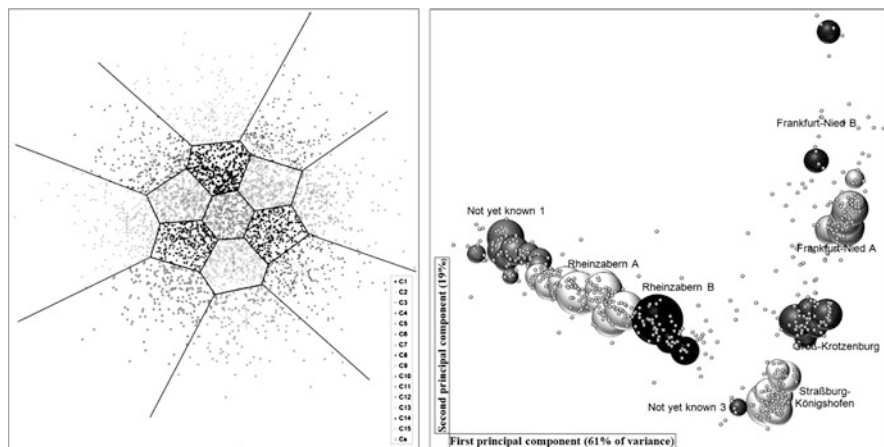 C1
C2
C3
C4
C5
C6
C7
C8
C9
C10
C11
C12
C13
C14
C15
Co
Frankfurt-Nied B
Not yet known 1
Frankfurt-Nied A
Rheinzabern A
Rheinzabern B
Groß-Krotzenburg
Straßburg-
Königshofen
Not yet known 3
Second principal component (19%)
First principal component (61% of variance)